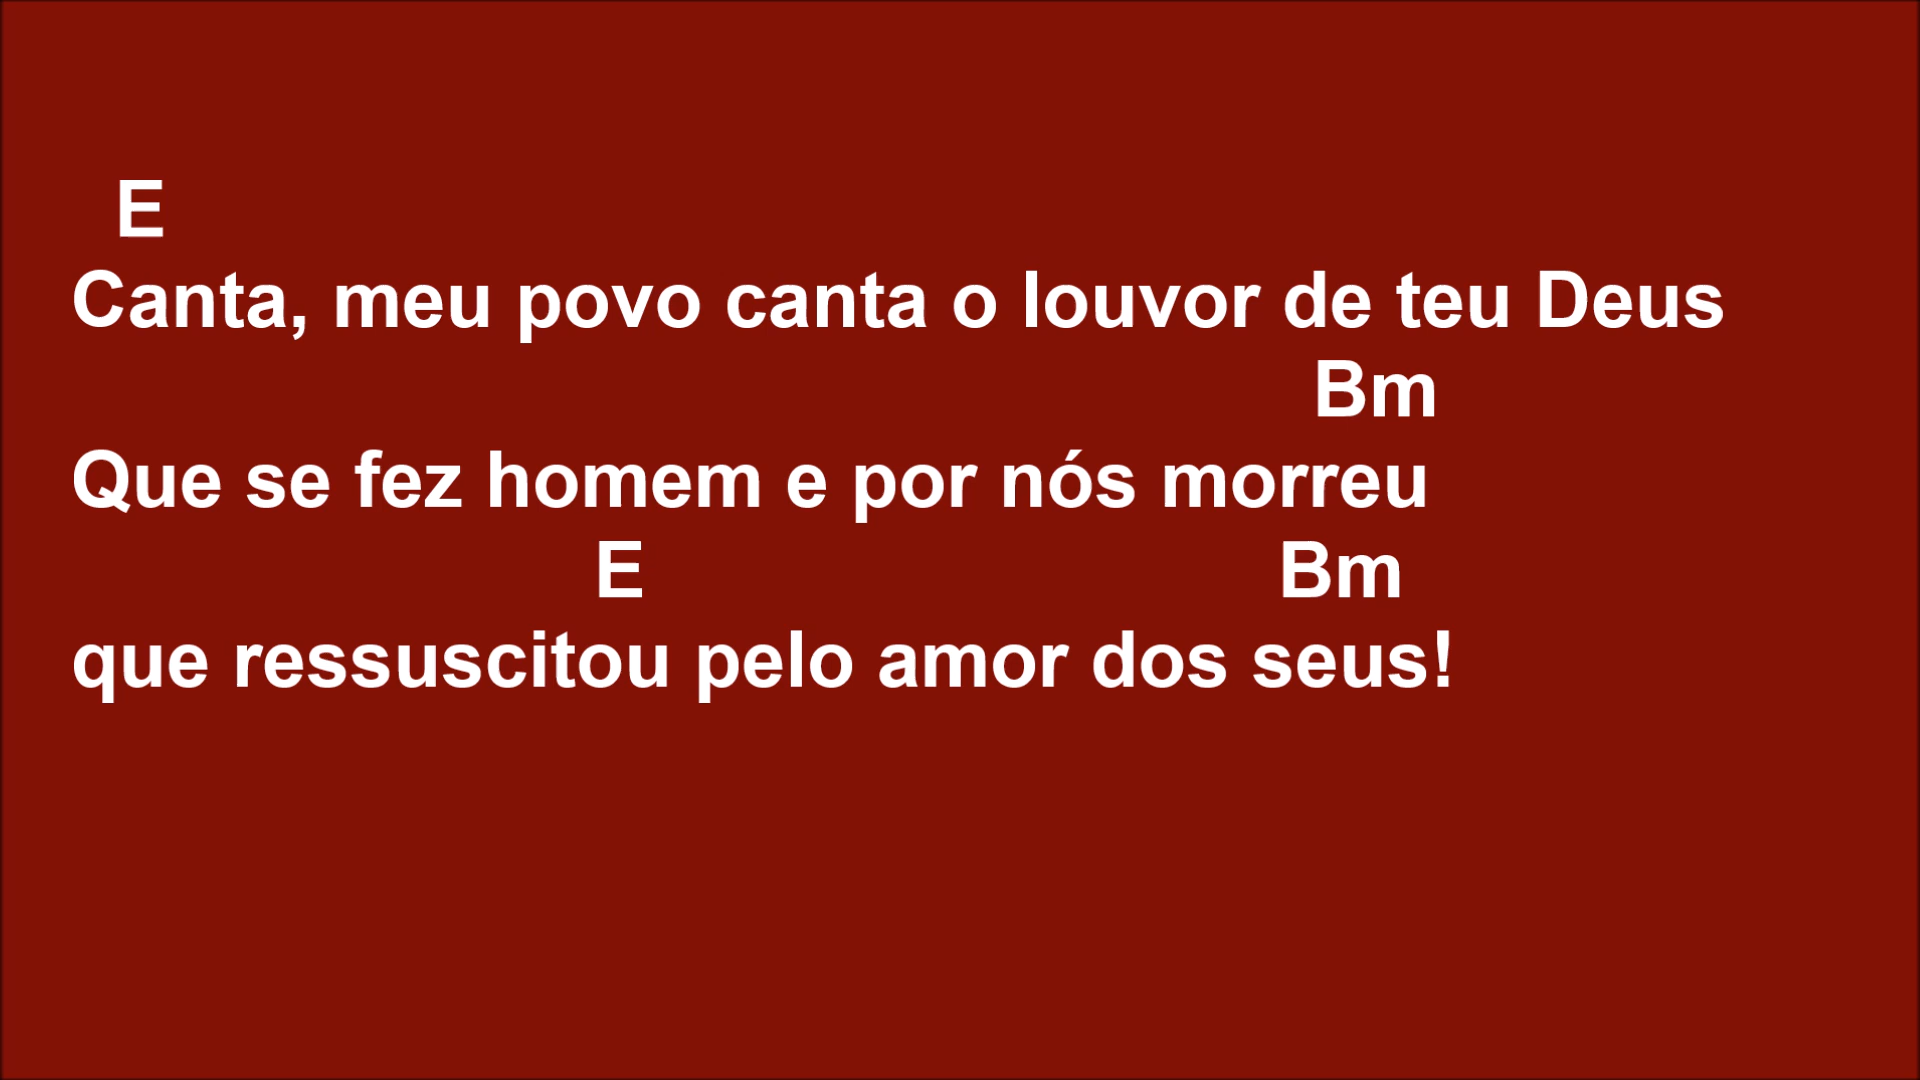 E
Canta, meu povo canta o louvor de teu Deus
Bm
Que se fez homem e por nós morreu
E Bm
que ressuscitou pelo amor dos seus!